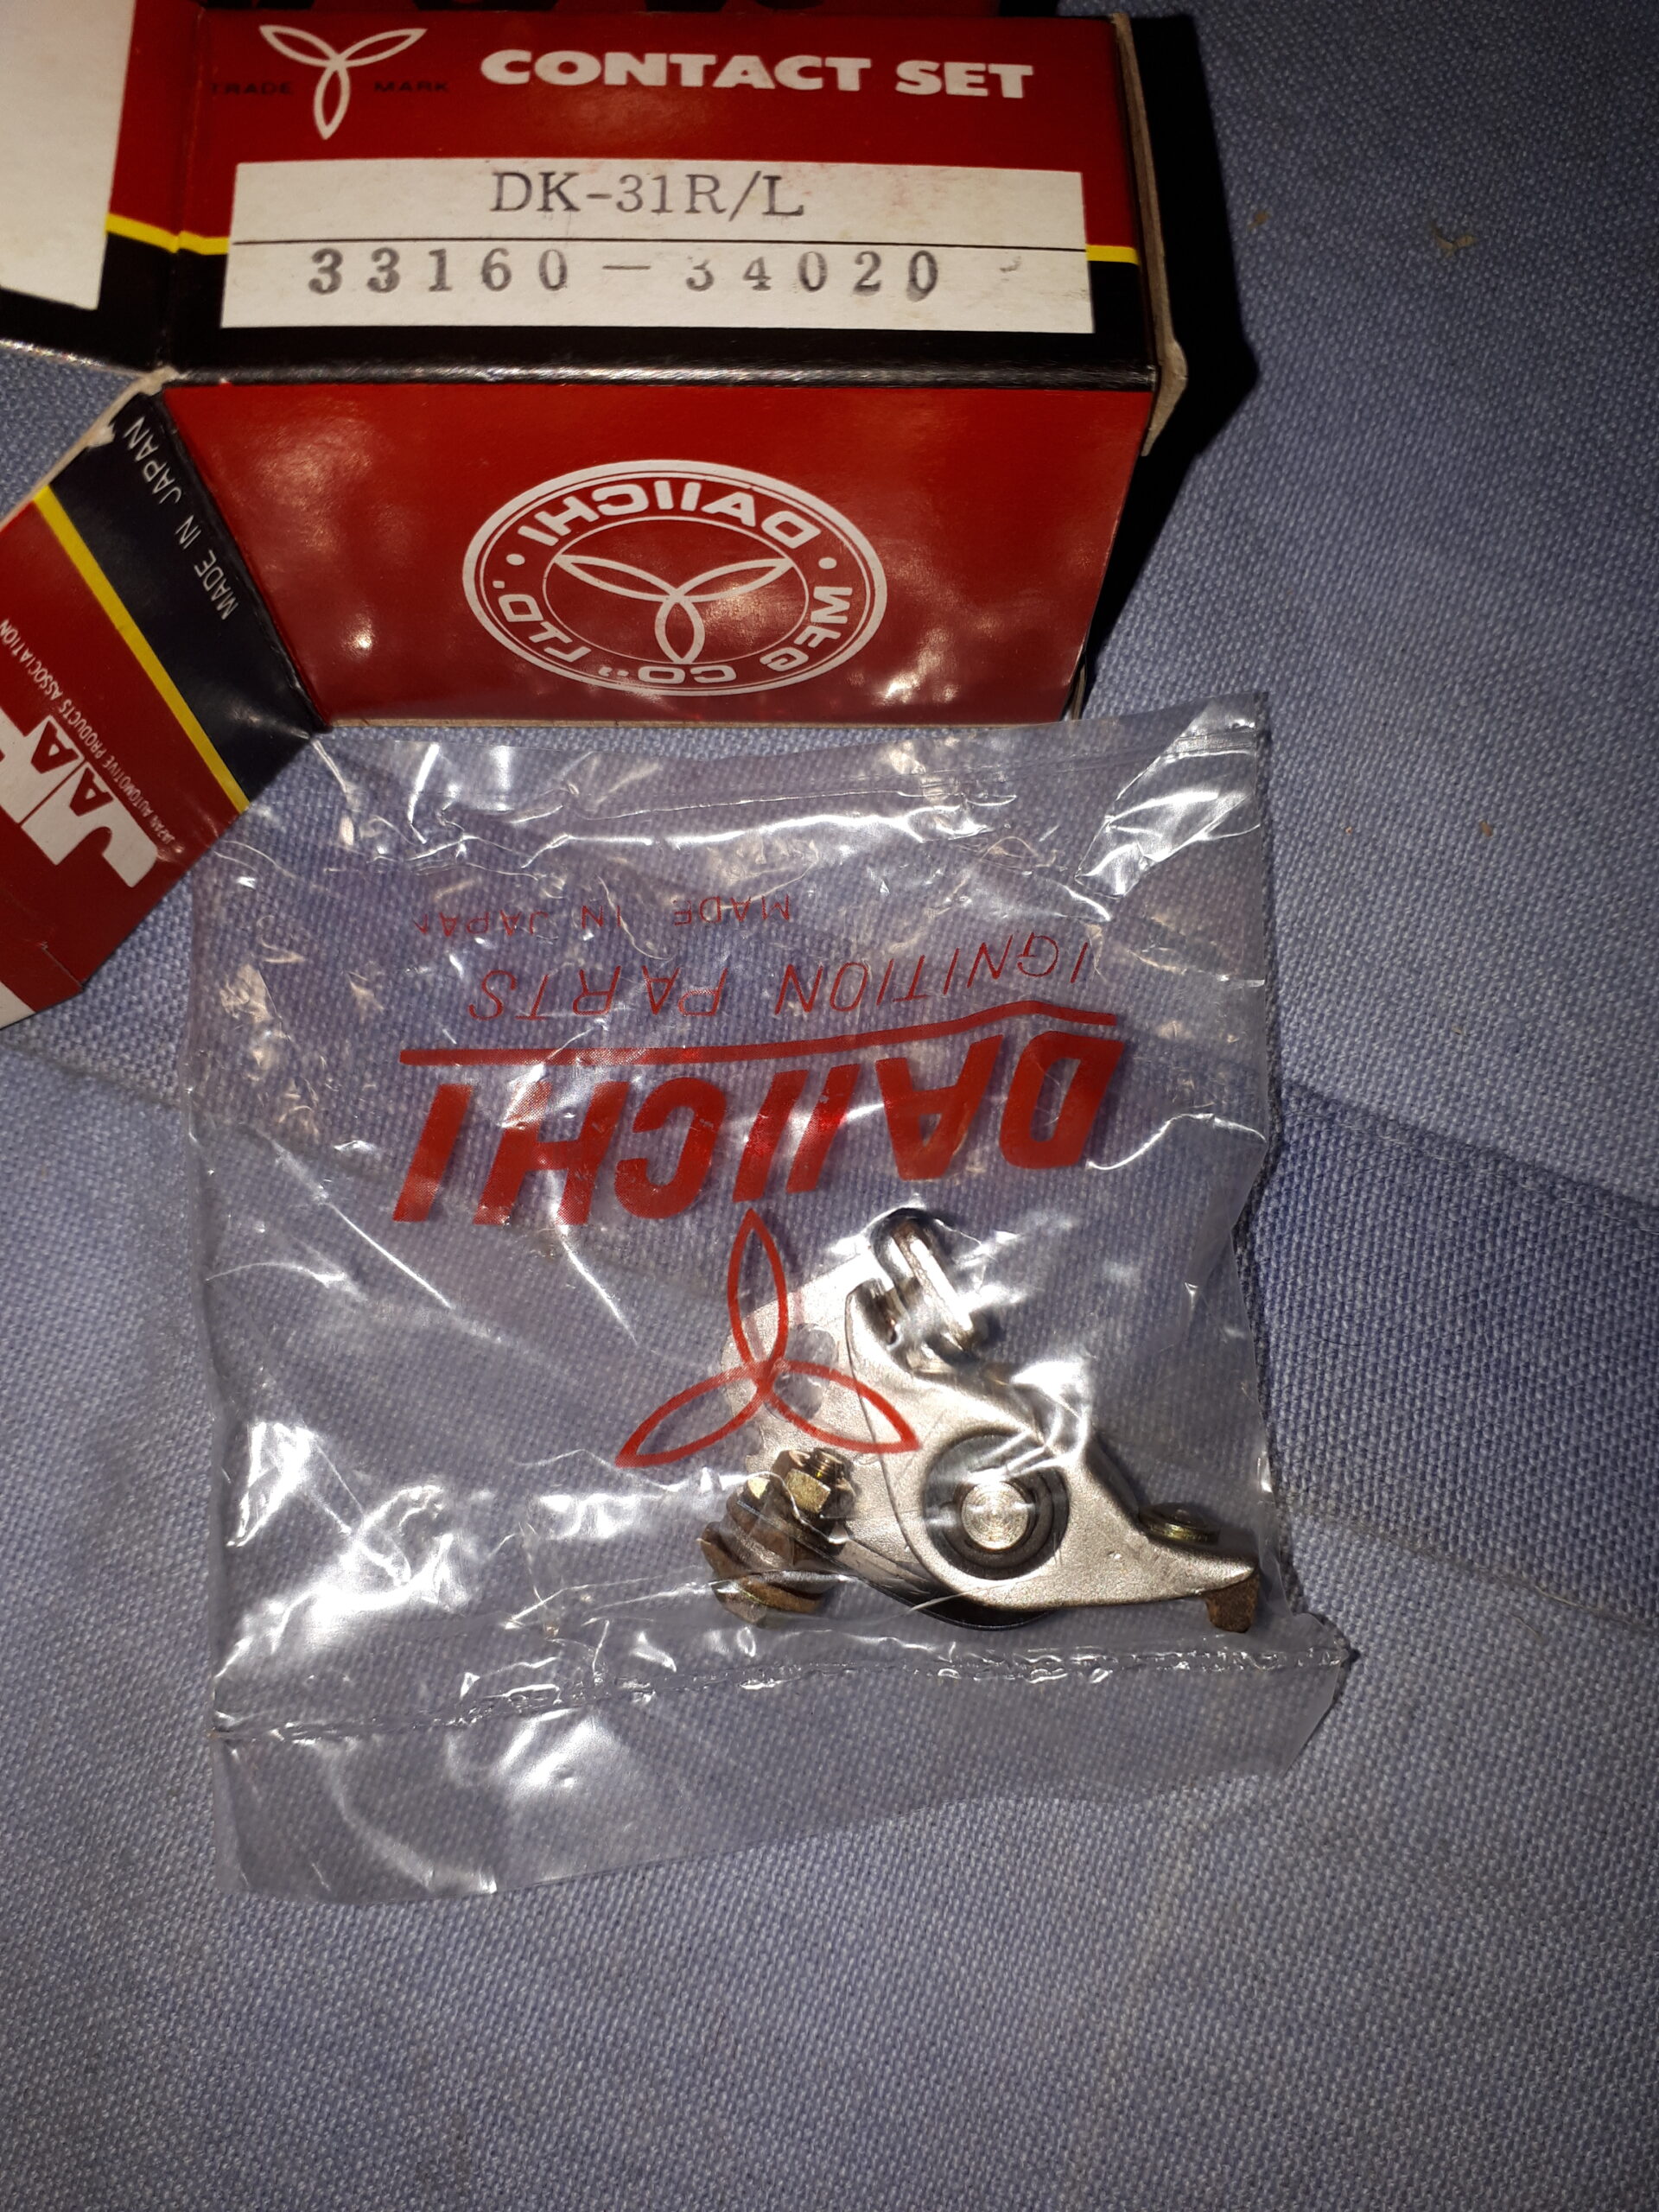 TRADE MARK
CONTACT SET
DK-31R/L
33160-34020
MADE IN JAPAN
DAIICHI
MFG CO., LTD.
JAPAN AUTOMOTIVE PRODUCTS ASSOCIATION
DAIICHI
IGNITION PARTS
MADE IN JAPAN